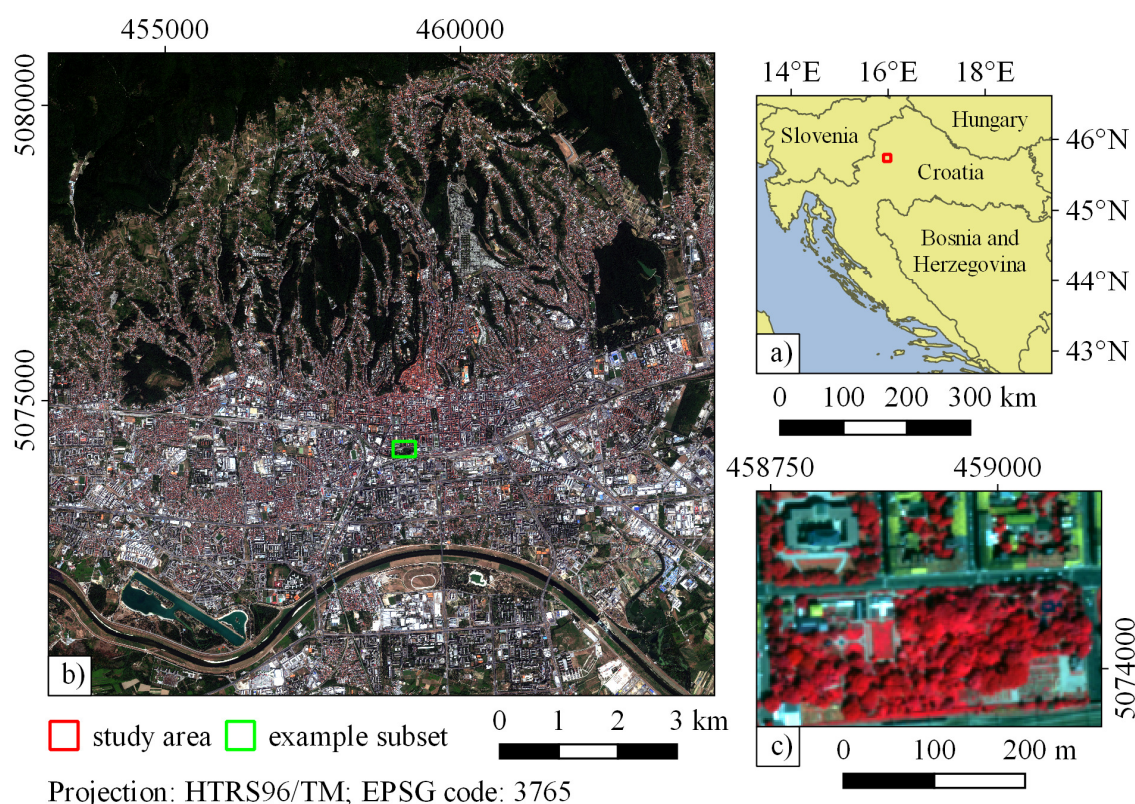 455000 460000
5080000
5075000
b)
study area
example subset
0 1 2 3 km
Projection: HTRS96/TM; EPSG code: 3765
14°E 16°E 18°E
Slovenia
Hungary
Croatia
Bosnia and
Herzegovina
46°N
45°N
44°N
43°N
a)
0 100 200 300 km
458750 459000
5074000
c)
0 100 200 m